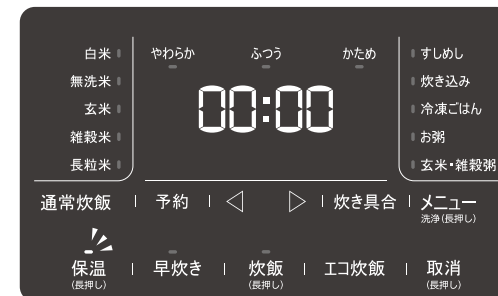 白米
無洗米
玄米
雑穀米
長粒米
やわらか ふつう かため
00:00
すしめし
炊き込み
冷凍ごはん
お粥
玄米・雑穀粥
通常炊飯 予約 炊き具合 メニュー
洗浄(長押し)
保温 早炊き 炊飯 エコ炊飯 取消
(長押し) (長押し) (長押し)